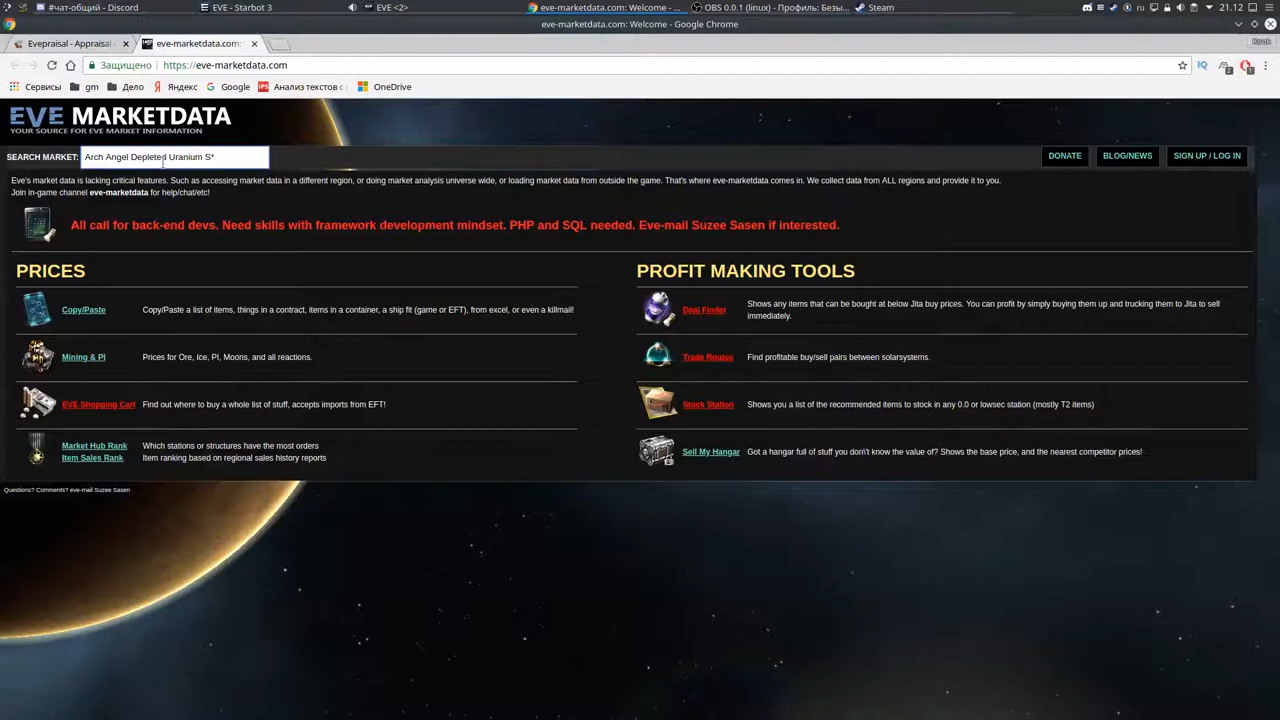 #чат-общий - Discord
EVE - Starbot 3
EVE <2>
eve-marketdata.com: Welcome - ...
OBS 0.0.1 (linux) - Профиль: Безы...
Steam
ru
21.12
eve-marketdata.com: Welcome - Google Chrome
Evepraisal - Appraisal
eve-marketdata.com:
Kook
Защищено
https://eve-marketdata.com
IQ
2
1
Сервисы
gm
Дело
Яндекс
Google
Анализ текстов с
OneDrive
EVE MARKETDATA
YOUR SOURCE FOR EVE MARKET INFORMATION
SEARCH MARKET:
Arch Angel Depleted Uranium S*
DONATE
BLOG/NEWS
SIGN UP / LOG IN
Eve's market data is lacking critical features. Such as accessing market data in a different region, or doing market analysis universe wide, or loading market data from outside the game. That's where eve-marketdata comes in. We collect data from ALL regions and provide it to you.
Join in-game channel eve-marketdata for help/chat/etc!
All call for back-end devs. Need skills with framework development mindset. PHP and SQL needed. Eve-mail Suzee Sasen if interested.
PRICES
Copy/Paste
Copy/Paste a list of items, things in a contract, items in a container, a ship fit (game or EFT), from excel, or even a killmail!
Mining & PI
Prices for Ore, Ice, PI, Moons, and all reactions.
EVE Shopping Cart
Find out where to buy a whole list of stuff, accepts imports from EFT!
Market Hub Rank
Which stations or structures have the most orders
Item Sales Rank
Item ranking based on regional sales history reports
PROFIT MAKING TOOLS
Deal Finder
Shows any items that can be bought at below Jita buy prices. You can profit by simply buying them up and trucking them to Jita to sell
immediately.
Trade Routes
Find profitable buy/sell pairs between solarsystems.
Stock Station
Shows you a list of the recommended items to stock in any 0.0 or lowsec station (mostly T2 items)
Sell My Hangar
Got a hangar full of stuff you don\'t know the value of? Shows the base price, and the nearest competitor prices!
Questions? Comments? eve-mail Suzee Sasen